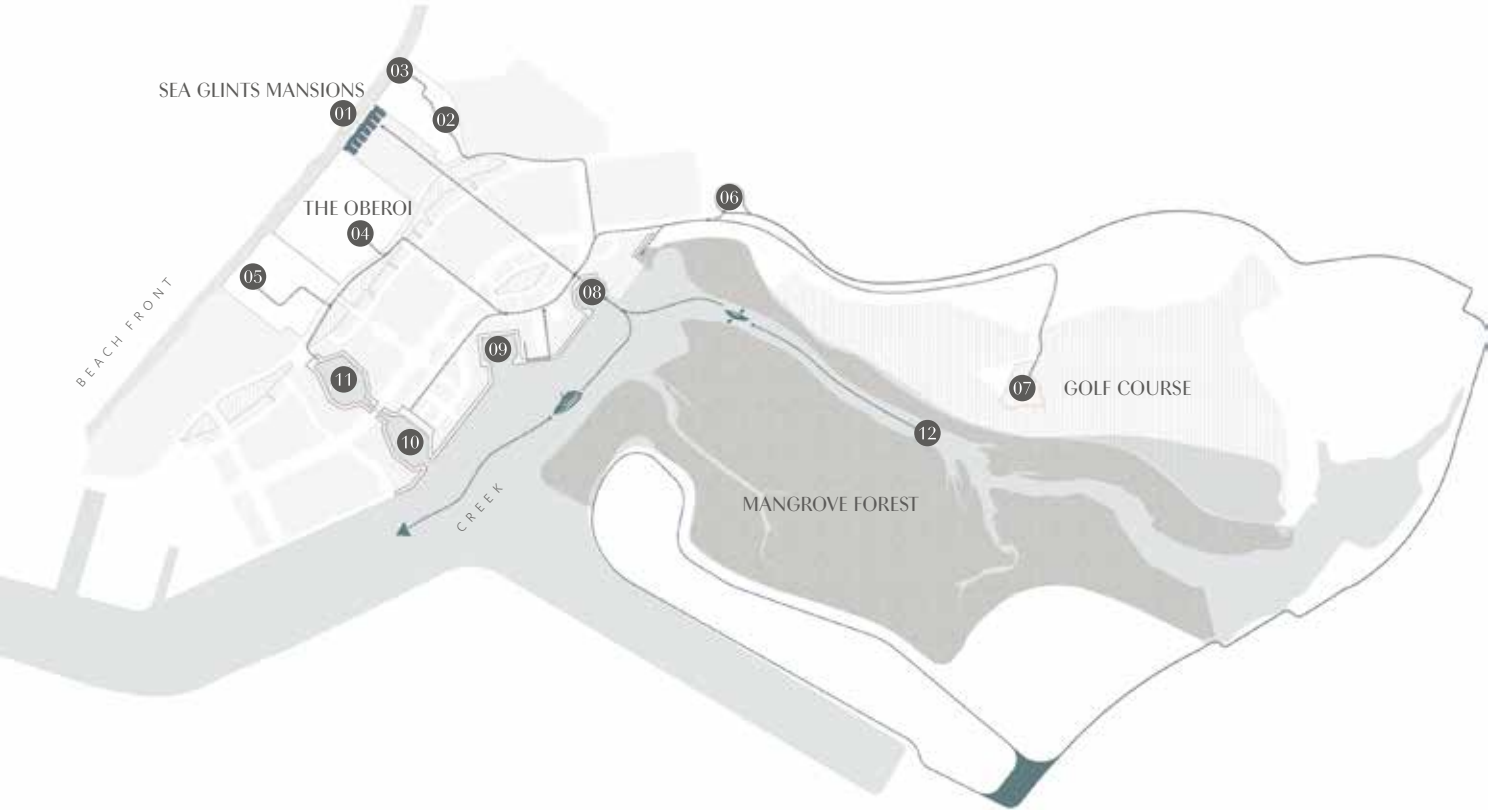 03
SEA GLINTS MANSIONS
01
02
06
THE OBEROI
04
05
08
BEACH FRONT
09
11
07
GOLF COURSE
10
12
MANGROVE FOREST
CREEK